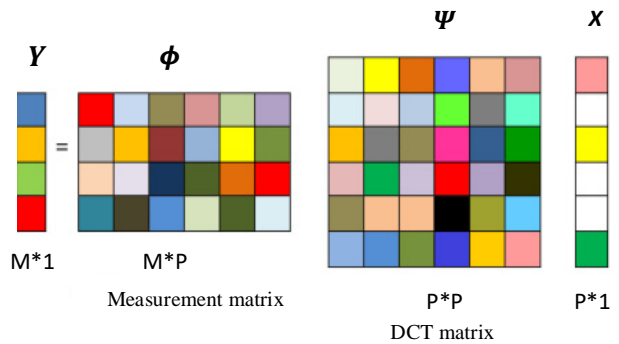 Y ϕ Ψ X
=
M*1 M*P
Measurement matrix
P*P P*1
DCT matrix